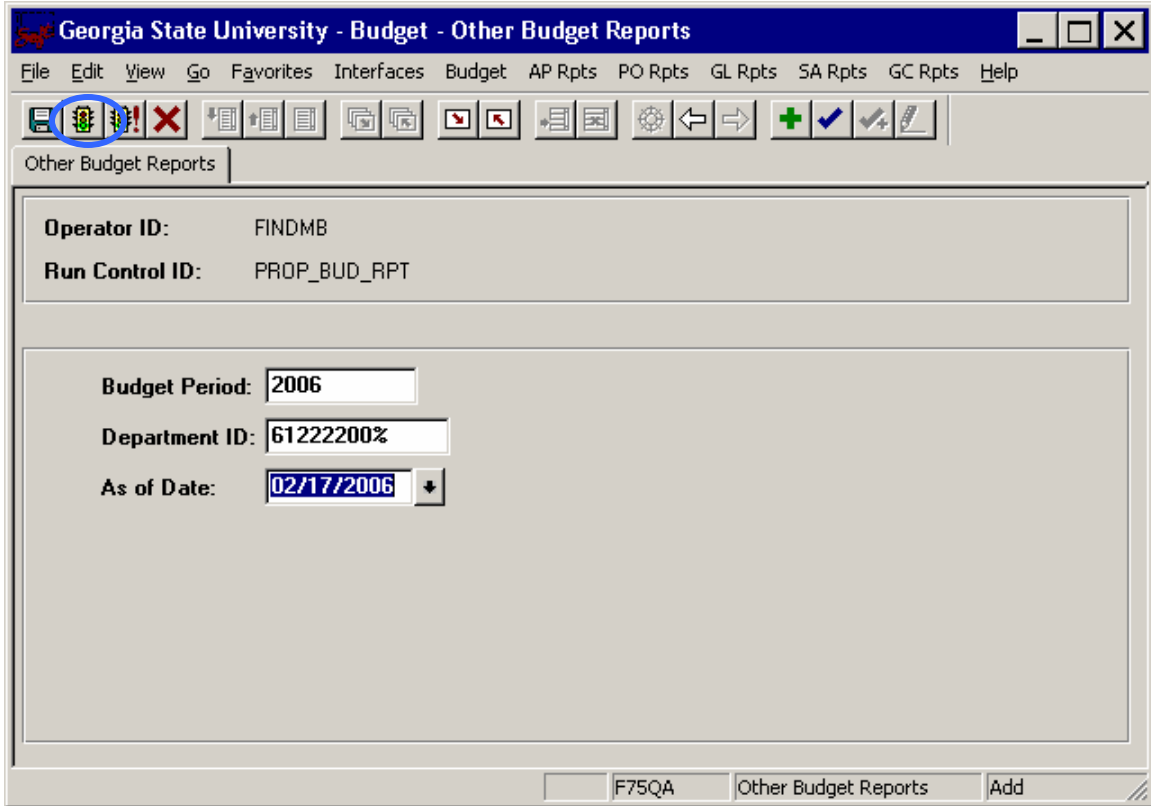 Georgia State University - Budget - Other Budget Reports
File Edit View Go Favorites Interfaces Budget AP Rpts PO Rpts GL Rpts SA Rpts GC Rpts Help
Other Budget Reports
Operator ID: FINDMB
Run Control ID: PROP_BUD_RPT
Budget Period: 2006
Department ID: 61222200%
As of Date: 02/17/2006
F75QA Other Budget Reports Add